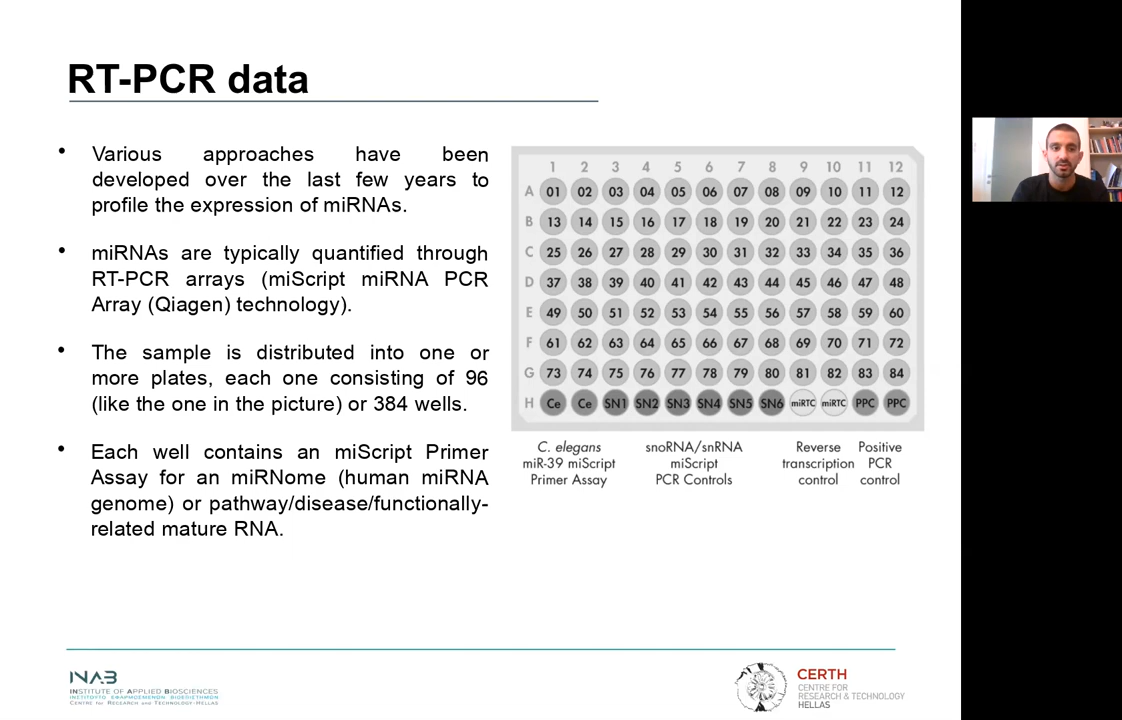 RT-PCR data
• Various approaches have been
developed over the last few years to
profile the expression of miRNAs.
• miRNAs are typically quantified through
RT-PCR arrays (miScript miRNA PCR
Array (Qiagen) technology).
• The sample is distributed into one or
more plates, each one consisting of 96
(like the one in the picture) or 384 wells.
• Each well contains an miScript Primer
Assay for an miRNome (human miRNA
genome) or pathway/disease/functionally-
related mature RNA.
1 2 3 4 5 6 7 8 9 10 11 12
A 01 02 03 04 05 06 07 08 09 10 11 12
B 13 14 15 16 17 18 19 20 21 22 23 24
C 25 26 27 28 29 30 31 32 33 34 35 36
D 37 38 39 40 41 42 43 44 45 46 47 48
E 49 50 51 52 53 54 55 56 57 58 59 60
F 61 62 63 64 65 66 67 68 69 70 71 72
G 73 74 75 76 77 78 79 80 81 82 83 84
H Ce Ce SN1 SN2 SN3 SN4 SN5 SN6 miRTC miRTC PPC PPC
C. elegans
miR-39 miScript
Primer Assay
snoRNA/snRNA
miScript
PCR Controls
Reverse
transcription
control
Positive
PCR
control
INAB
INSTITUTE OF APPLIED BIOSCIENCES
ΙΝΣΤΙΤΟΥΤΟ ΕΦΑΡΜΟΣΜΕΝΩΝ ΒΙΟΕΠΙΣΤΗΜΩΝ
CENTRE FOR RESEARCH AND TECHNOLOGY-HELLAS
CERTH
CENTRE FOR
RESEARCH & TECHNOLOGY
HELLAS